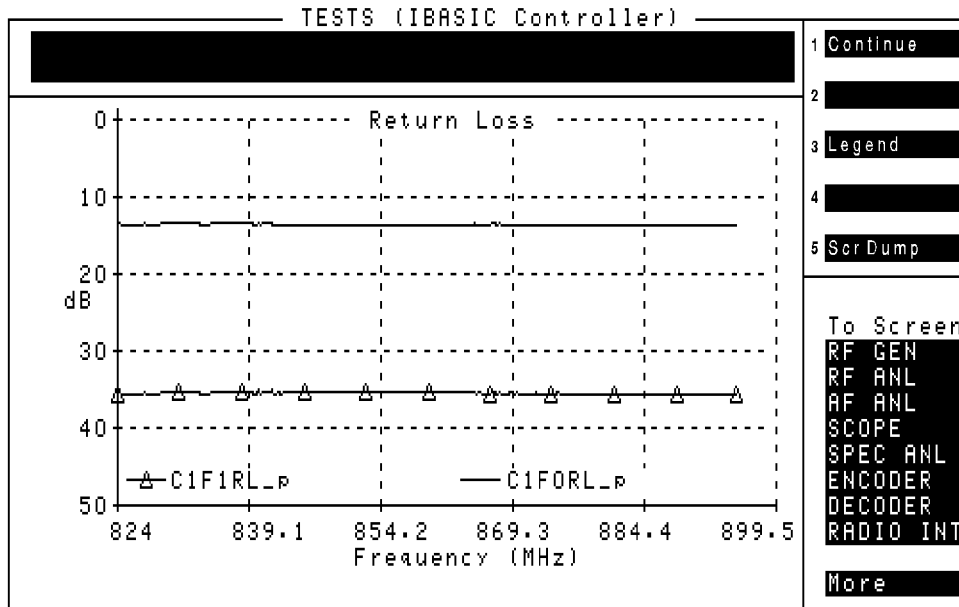 TESTS (IBASIC Controller)
1 Continue
2
3 Legend
4
5 Scr Dump
Return Loss
0
10
20
dB
30
40
50
C1F1RL_p
C1F0RL_p
824 839.1 854.2 869.3 884.4 899.5
Frequency (MHz)
To Screen
RF GEN
RF ANL
AF ANL
SCOPE
SPEC ANL
ENCODER
DECODER
RADIO INT
More